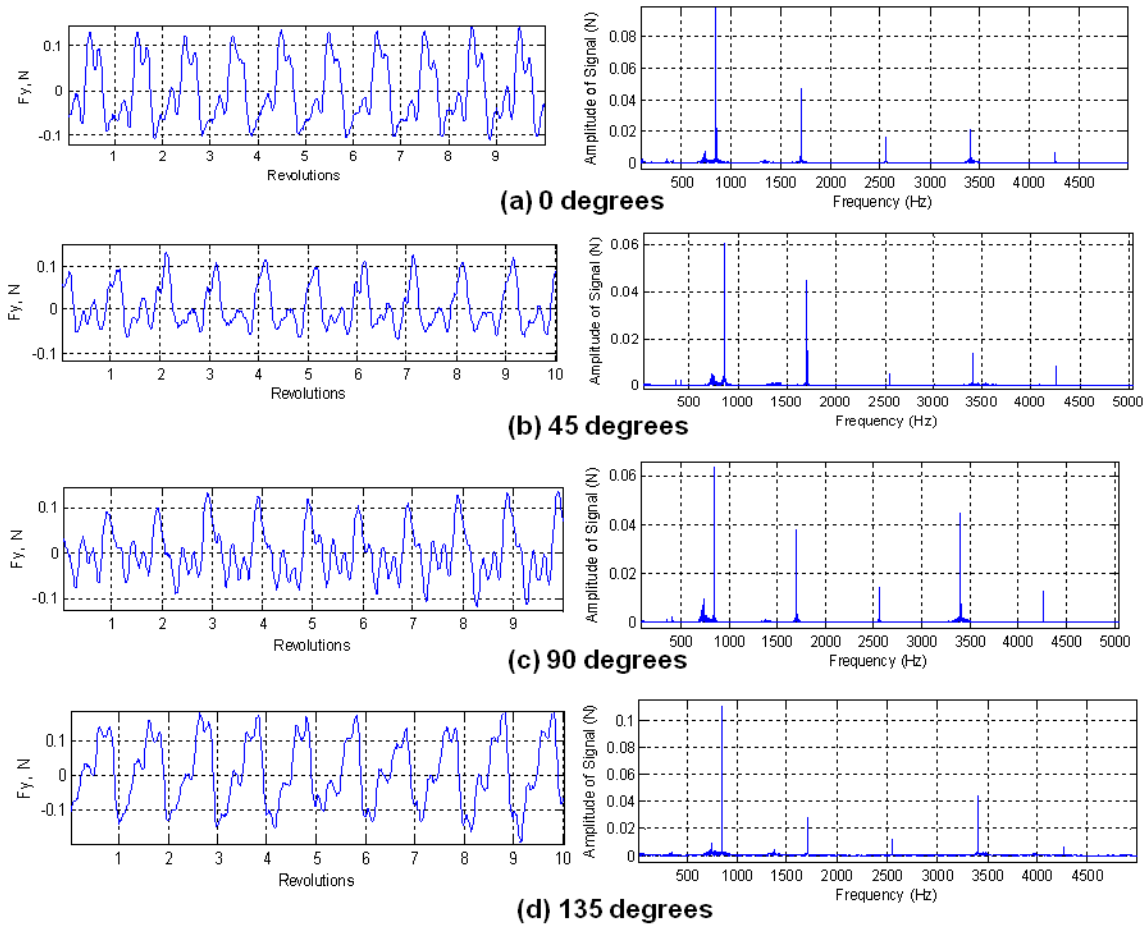 Fy, N
0.1
0
-0.1
1 2 3 4 5 6 7 8 9
Revolutions
Amplitude of Signal (N)
0.08
0.06
0.04
0.02
0
500 1000 1500 2000 2500 3000 3500 4000 4500
Frequency (Hz)
(a) 0 degrees
Fy, N
0.1
0
-0.1
1 2 3 4 5 6 7 8 9 10
Revolutions
Amplitude of Signal (N)
0.06
0.04
0.02
0
500 1000 1500 2000 2500 3000 3500 4000 4500 5000
Frequency (Hz)
(b) 45 degrees
Fy, N
0.1
0
-0.1
1 2 3 4 5 6 7 8 9
Revolutions
Amplitude of Signal (N)
0.06
0.04
0.02
0
500 1000 1500 2000 2500 3000 3500 4000 4500 5000
Frequency (Hz)
(c) 90 degrees
Fy, N
0.1
0
-0.1
1 2 3 4 5 6 7 8 9 10
Revolutions
Amplitude of Signal (N)
0.1
0.08
0.06
0.04
0.02
0
500 1000 1500 2000 2500 3000 3500 4000 4500
Frequency (Hz)
(d) 135 degrees